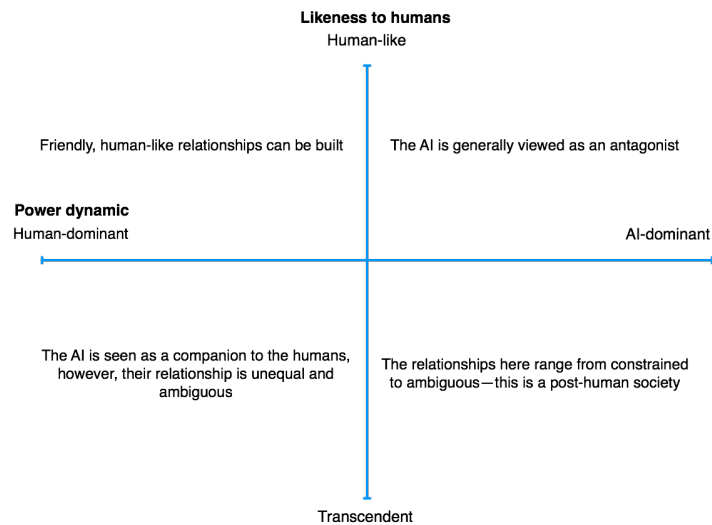 Likeness to humans
Human-like
Friendly, human-like relationships can be built
The AI is generally viewed as an antagonist
Power dynamic
Human-dominant
AI-dominant
The AI is seen as a companion to the humans,
however, their relationship is unequal and
ambiguous
The relationships here range from constrained
to ambiguous—this is a post-human society
Transcendent